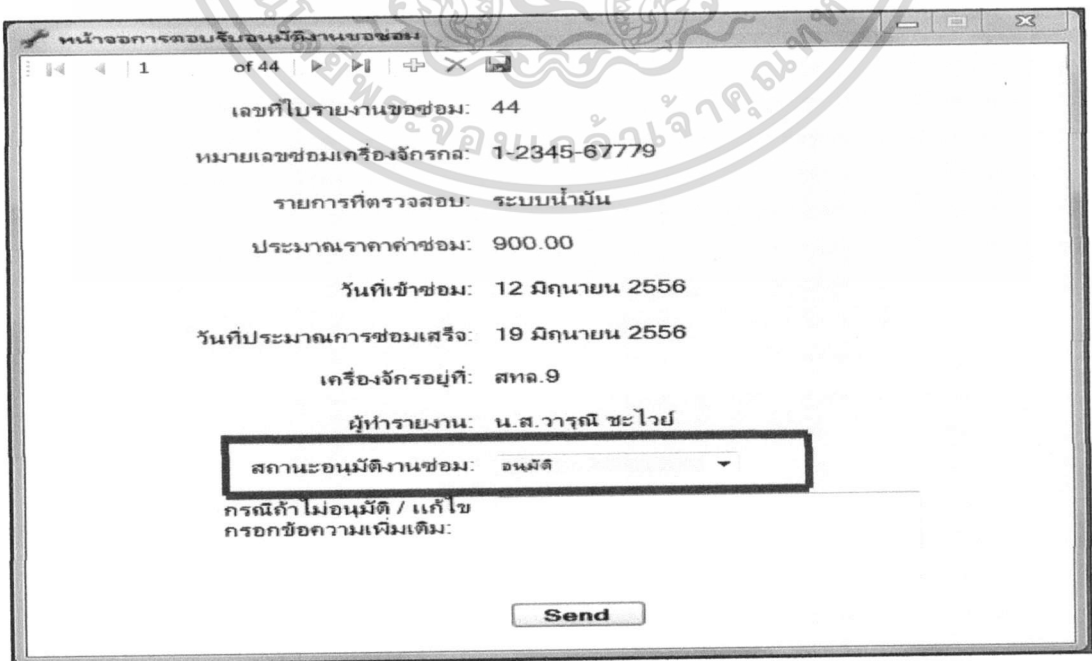 หน้าจอการตอบรับอนุมัติงานขอซ่อม
1 of 44
เลขที่ใบรายงานขอซ่อม: 44
หมายเลขซ่อมเครื่องจักรกล: 1-2345-67779
รายการที่ตรวจสอบ: ระบบน้ำมัน
ประมาณราคาค่าซ่อม: 900.00
วันที่เข้าซ่อม: 12 มิถุนายน 2556
วันที่ประมาณการซ่อมเสร็จ: 19 มิถุนายน 2556
เครื่องจักรอยู่ที่: สทล.9
ผู้ทำรายงาน: น.ส.วารุณี ชะไวย์
สถานะอนุมัติงานซ่อม: อนุมัติ
กรณีถ้าไม่อนุมัติ / แก้ไข
กรอกข้อความเพิ่มเติม:
Send